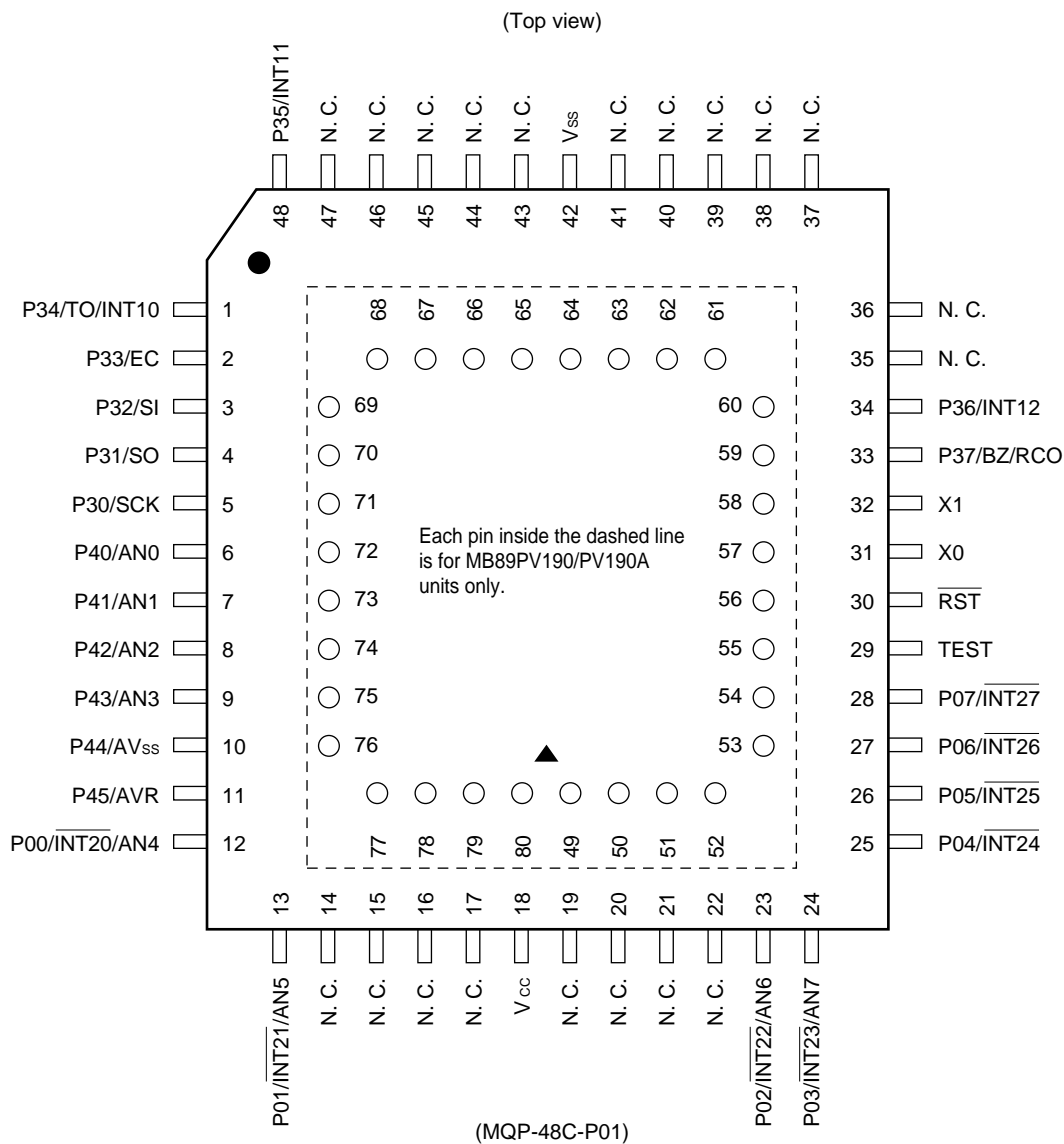 (Top view)
P35/INT11
N. C.
N. C.
N. C.
N. C.
N. C.
Vss
N. C.
N. C.
N. C.
N. C.
N. C.
48 47 46 45 44 43 42 41 40 39 38 37
P34/TO/INT10 1
P33/EC 2
P32/SI 3
P31/SO 4
P30/SCK 5
P40/AN0 6
P41/AN1 7
P42/AN2 8
P43/AN3 9
P44/AVss 10
P45/AVR 11
P00/INT20/AN4 12
68 67 66 65 64 63 62 61
69
70
71
72
73
74
75
76
Each pin inside the dashed line
is for MB89PV190/PV190A
units only.
60
59
58
57
56
55
54
53
77 78 79 80 49 50 51 52
36 N. C.
35 N. C.
34 P36/INT12
33 P37/BZ/RCO
32 X1
31 X0
30 RST
29 TEST
28 P07/INT27
27 P06/INT26
26 P05/INT25
25 P04/INT24
13 14 15 16 17 18 19 20 21 22 23 24
P01/INT21/AN5
N. C.
N. C.
N. C.
N. C.
Vcc
N. C.
N. C.
N. C.
N. C.
P02/INT22/AN6
P03/INT23/AN7
(MQP-48C-P01)